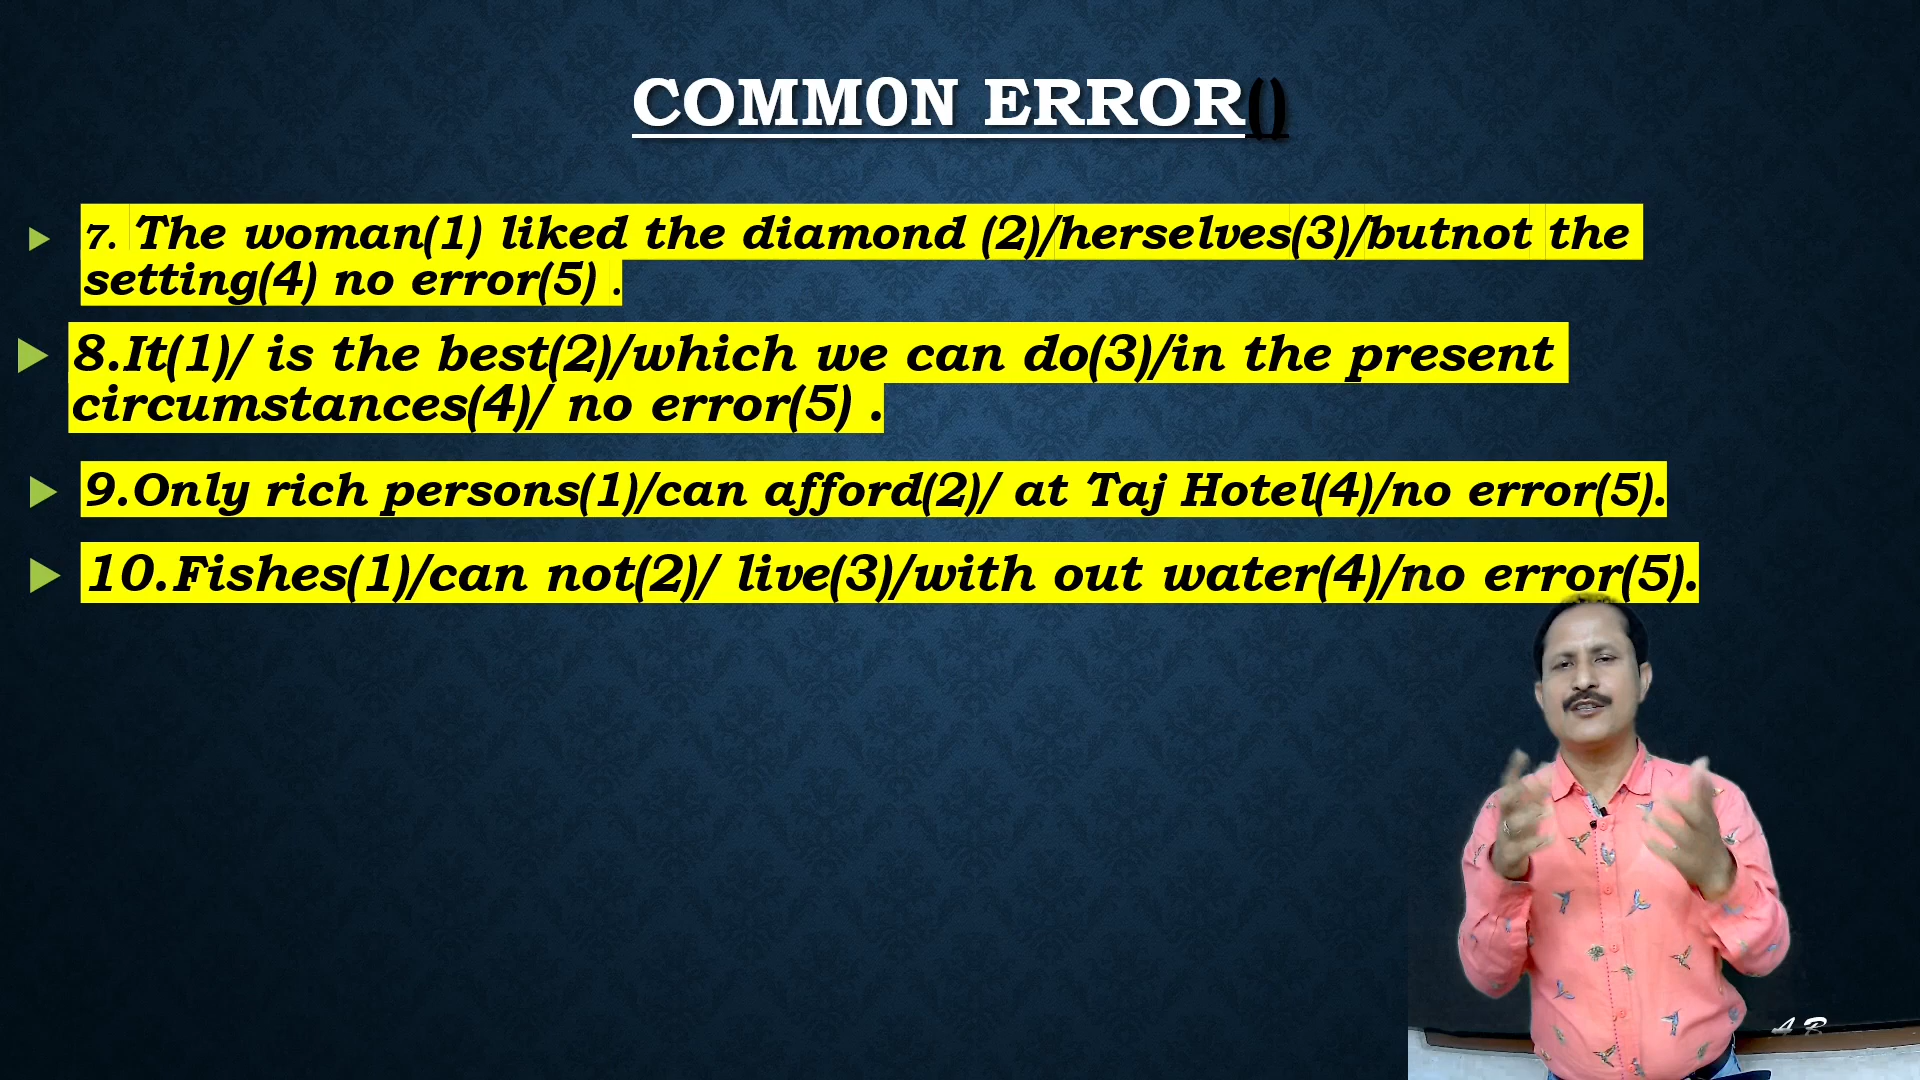 COMMON ERROR()
7. The woman(1) liked the diamond (2)/herselves(3)/butnot the
setting(4) no error(5) .
8.It(1)/ is the best(2)/which we can do(3)/in the present
circumstances(4)/ no error(5) .
9.Only rich persons(1)/can afford(2)/ at Taj Hotel(4)/no error(5).
10.Fishes(1)/can not(2)/ live(3)/with out water(4)/no error(5).
A B